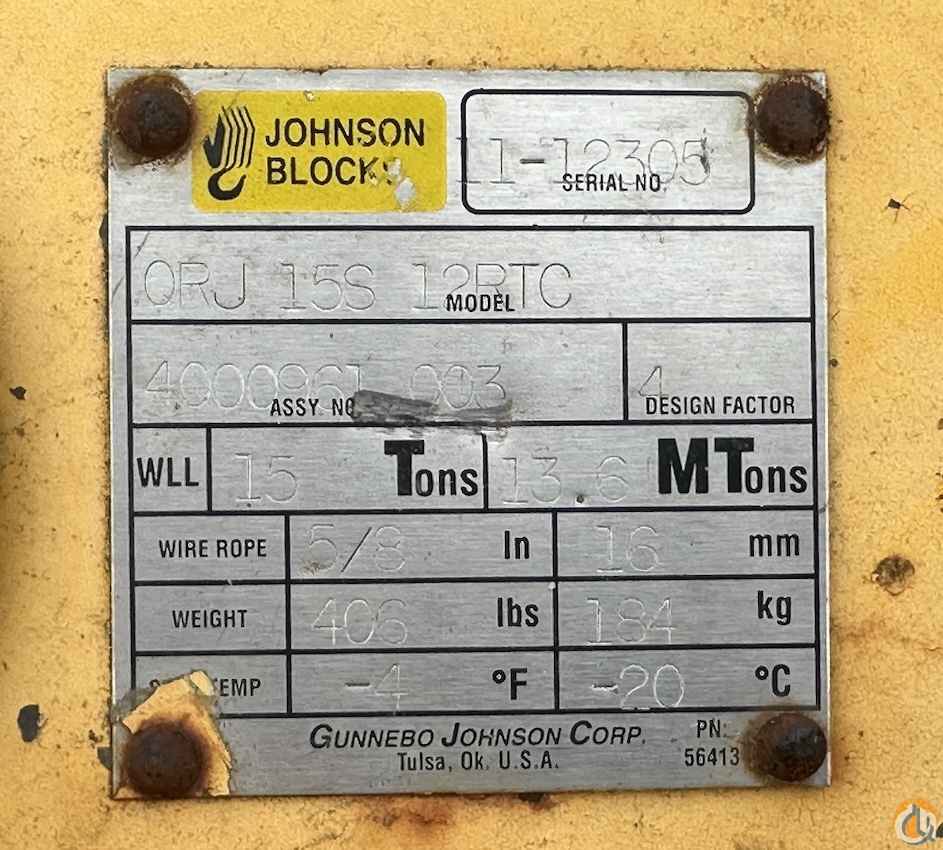 JOHNSON
BLOCKS
11-12305
SERIAL NO.
QRJ 15S 12RTC
MODEL
4000961 003
ASSY NO
4
DESIGN FACTOR
WLL 15 Tons 13.6 MTons
WIRE ROPE 5/8 In 16 mm
WEIGHT 406 lbs 184 kg
TEMP -4 °F -20 °C
GUNNEBO JOHNSON CORP.
Tulsa, Ok. U.S.A.
PN:
56413